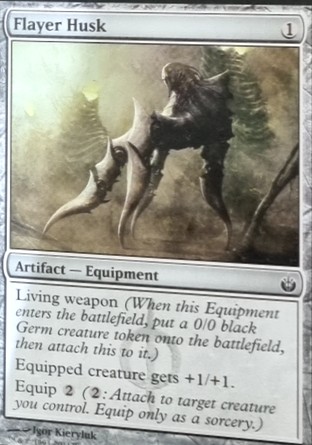 Flayer Husk 1
Artifact — Equipment
Living weapon (When this Equipment
enters the battlefield, put a 0/0 black
Germ creature token onto the battlefield,
then attach this to it.)
Equipped creature gets +1/+1.
Equip 2 (2: Attach to target creature
you control. Equip only as a sorcery.)
Igor Kieryluk